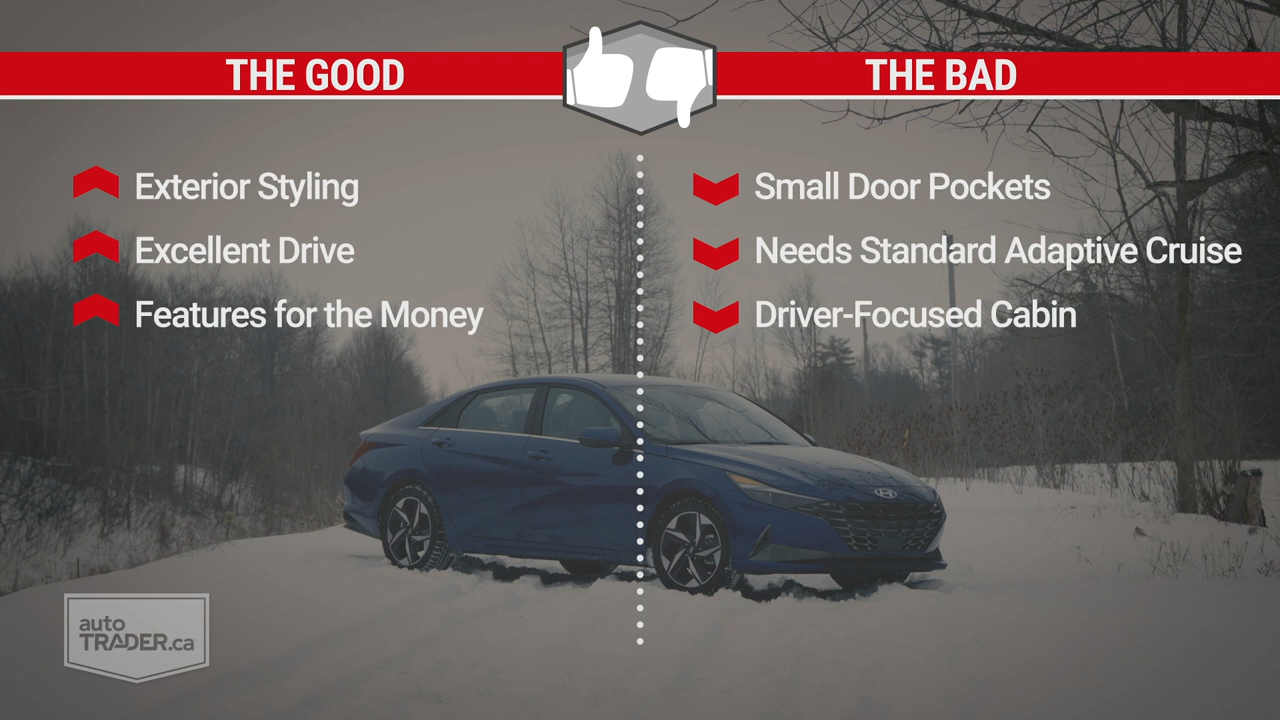 THE GOOD
THE BAD
Exterior Styling
Excellent Drive
Features for the Money
Small Door Pockets
Needs Standard Adaptive Cruise
Driver-Focused Cabin
auto
TRADER.ca